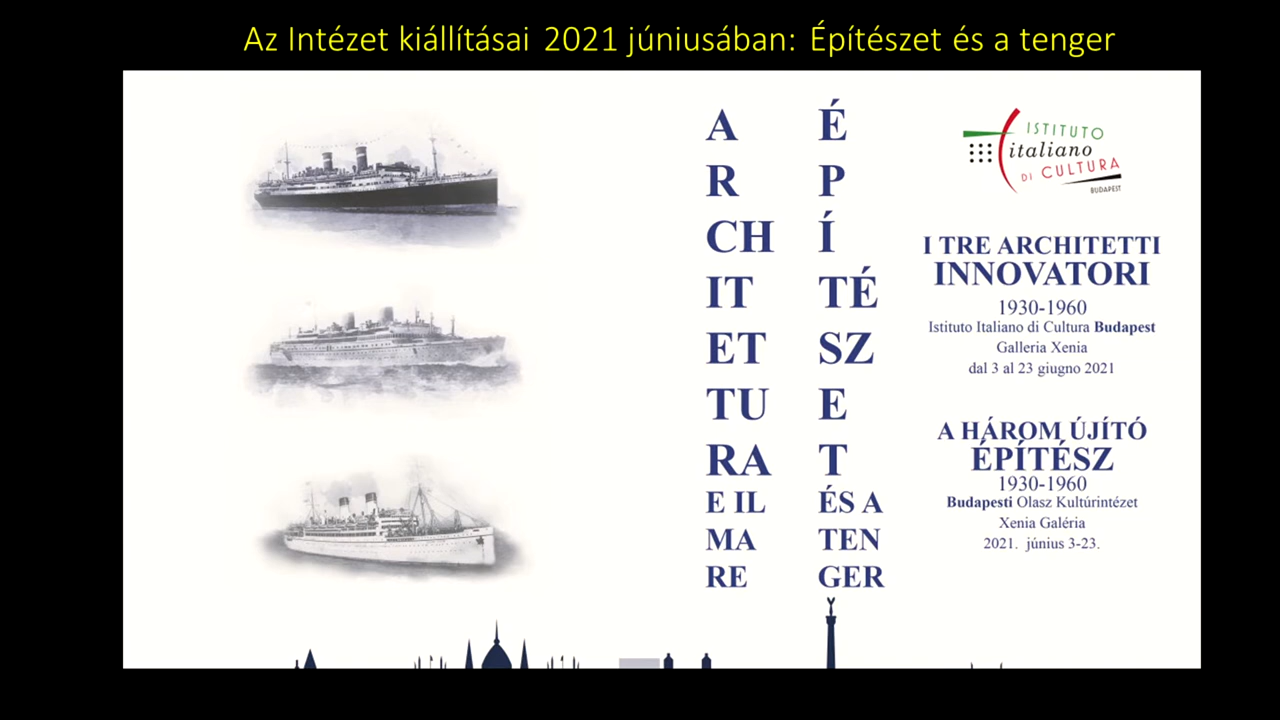 Az Intézet kiállításai 2021 júniusában: Építészet és a tenger
A
R
CH
IT
ET
TU
RA
E IL
MA
RE
É
P
Í
TÉ
SZ
E
T
ÉS A
TEN
GER
ISTITUTO
italiano
DI CULTURA
BUDAPEST
I TRE ARCHITETTI
INNOVATORI
1930-1960
Istituto Italiano di Cultura Budapest
Galleria Xenia
dal 3 al 23 giugno 2021
A HÁROM ÚJÍTÓ
ÉPÍTÉSZ
1930-1960
Budapesti Olasz Kultúrintézet
Xenia Galéria
2021. június 3-23.